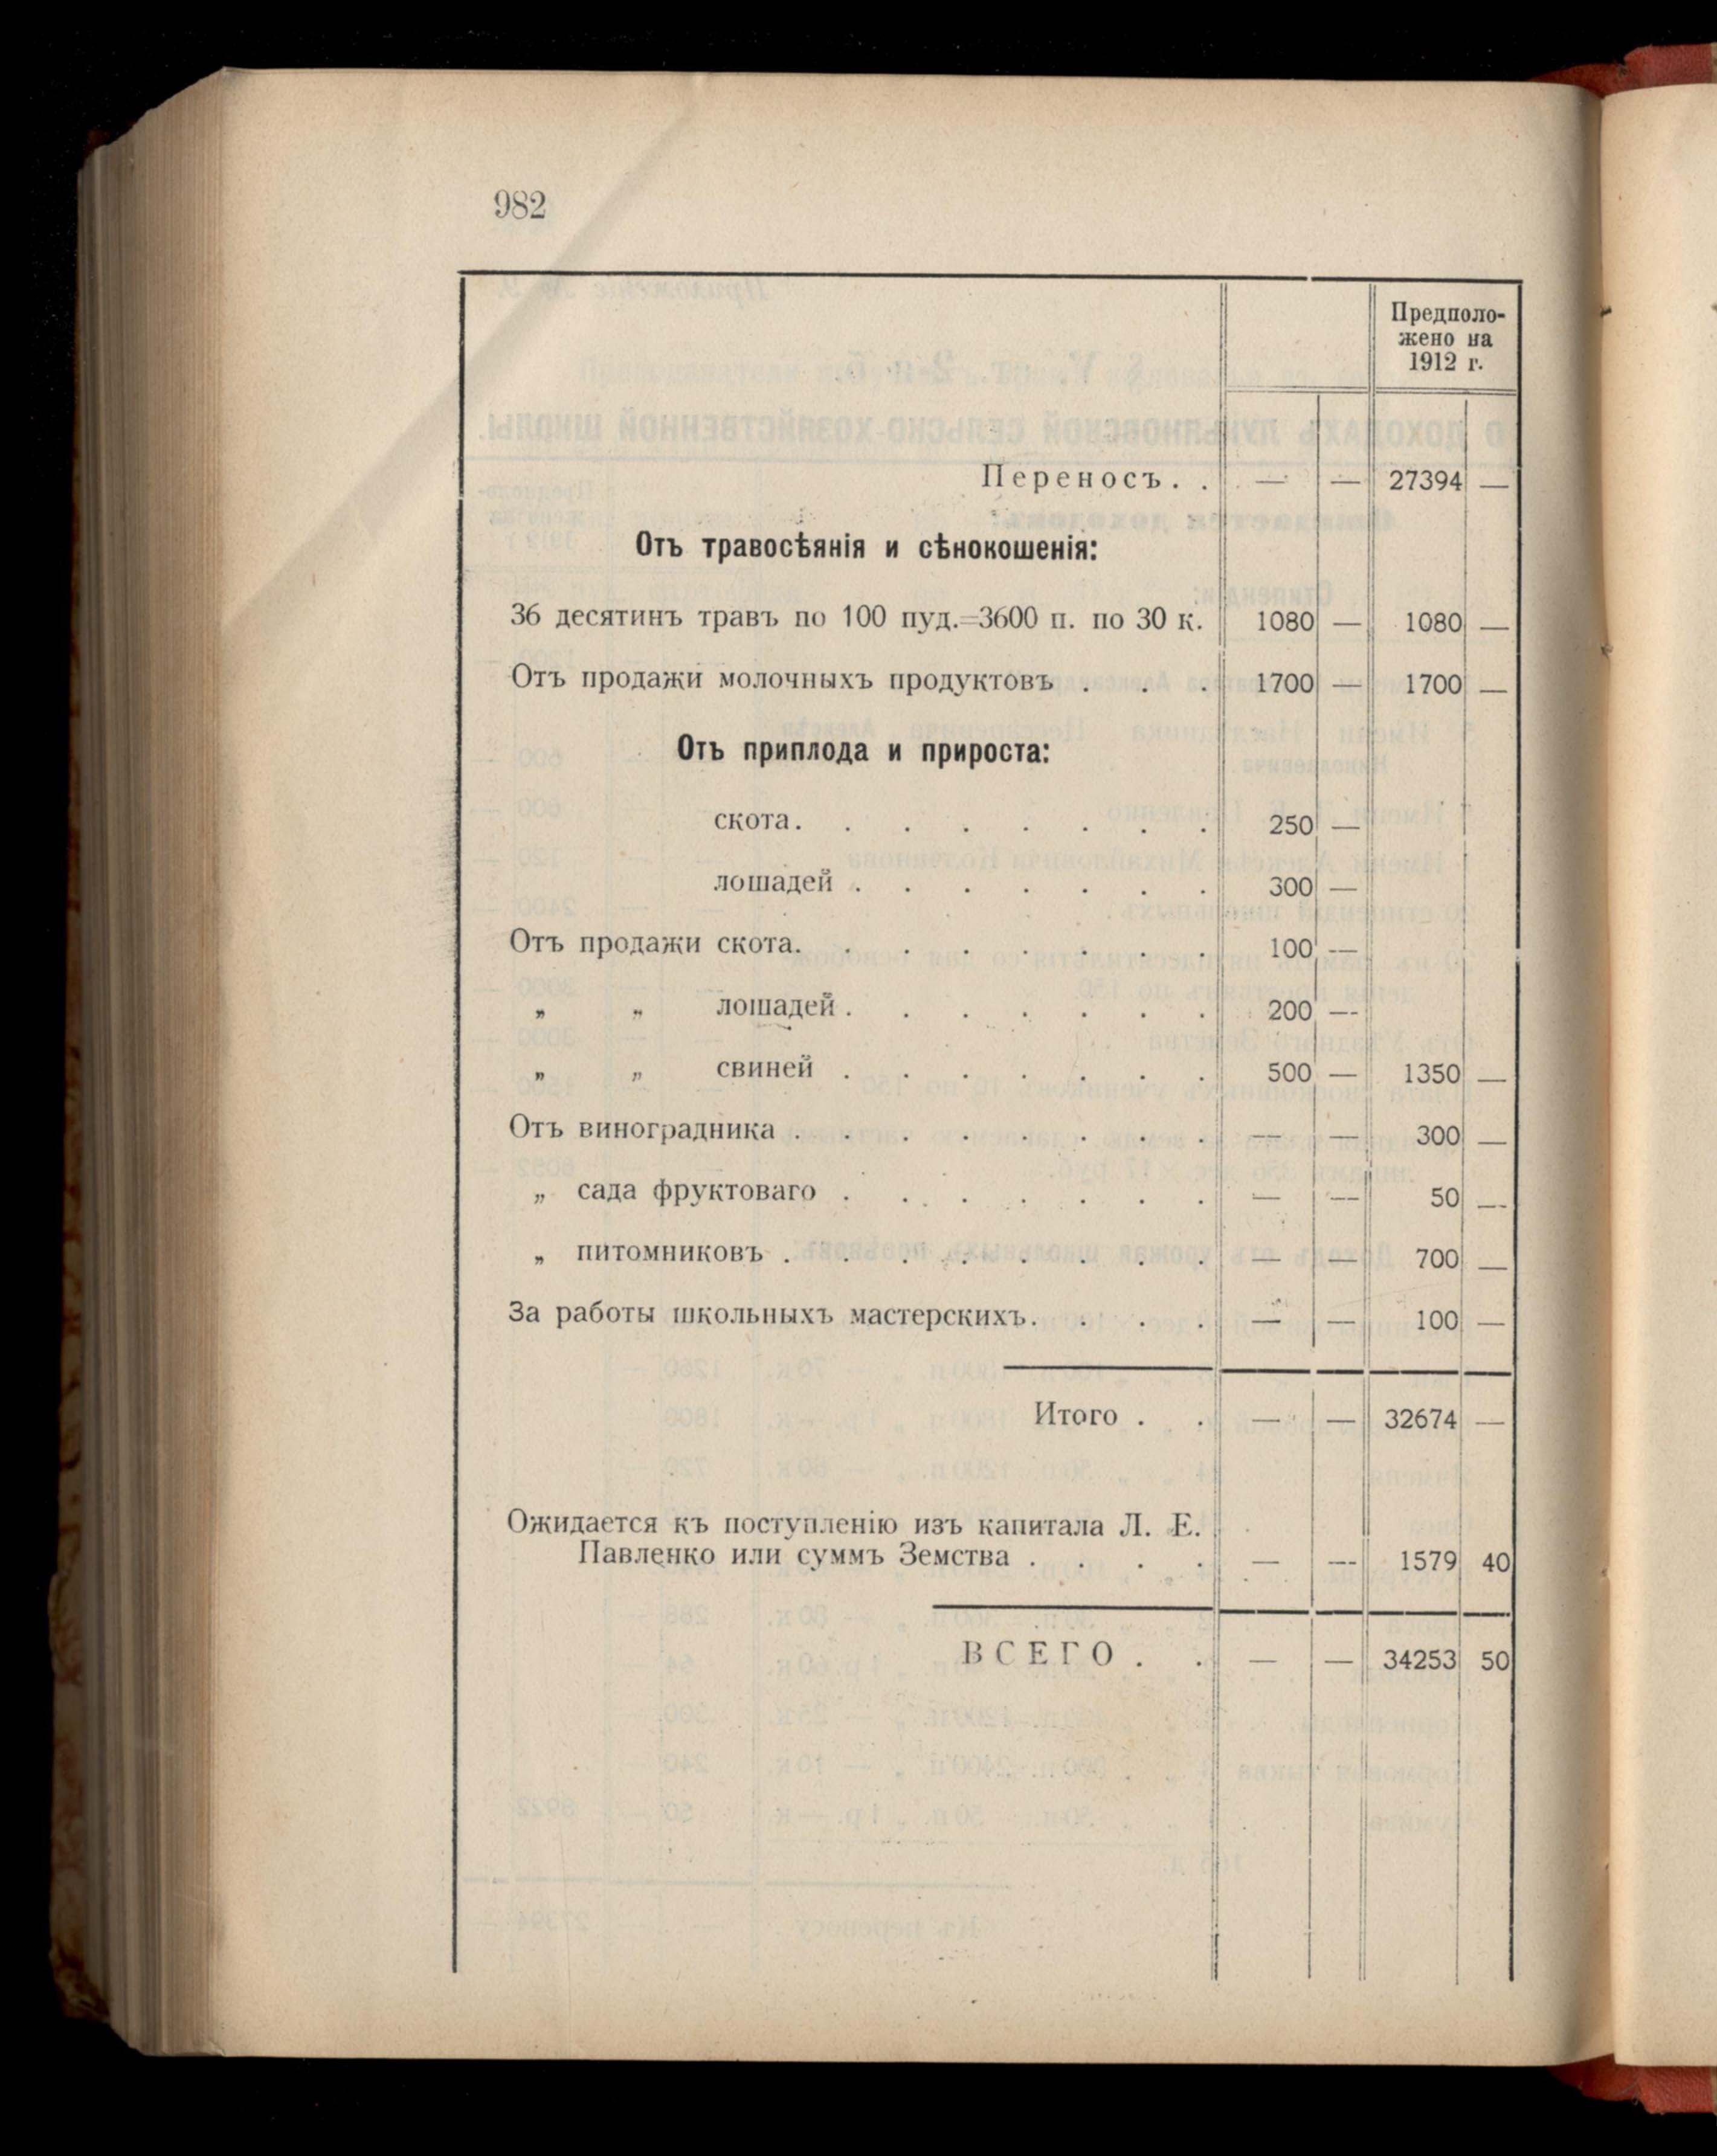 982
Предполо-
жено на
1912 г.
Переносъ. . — — 27394 —
Отъ травосѣянія и сѣнокошенія:
36 десятинъ травъ по 100 пуд.=3600 п. по 30 к. 1080 — 1080 —
Отъ продажи молочныхъ продуктовъ . . . 1700 — 1700 —
Отъ приплода и прироста:
скота. . . . . . . . 250 —
лошадей . . . . . . . 300 —
Отъ продажи скота. . . . . . . . 100 —
„ „ лошадей . . . . . . . 200 —
„ „ свиней . . . . . . . 500 — 1350 —
Отъ виноградника . . . . . . . . — — 300 —
„ сада фруктоваго . . . . . . . — — 50 —
„ питомниковъ . . . . . . . . — — 700 —
За работы школьныхъ мастерскихъ. . . . — — 100 —
Итого . . — — 32674 —
Ожидается къ поступленію изъ капитала Л. Е.
Павленко или суммъ Земства . . . . — — 1579 40
ВСЕГО . . — — 34253 50